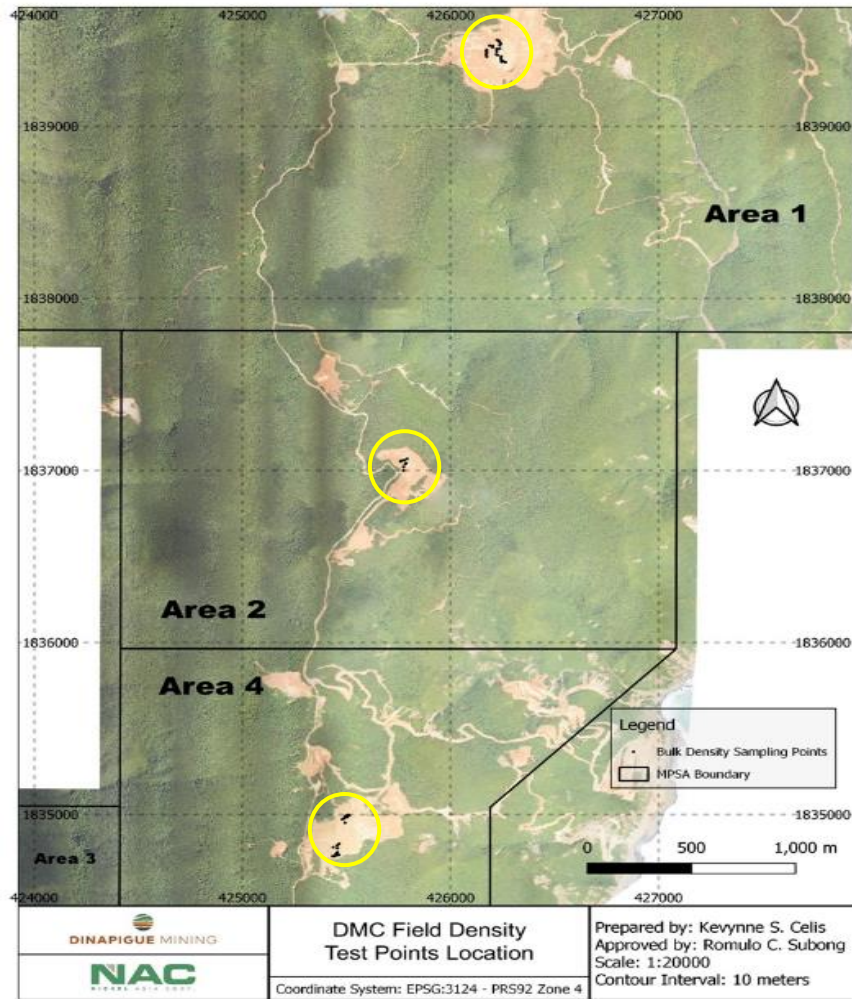 424000 425000 426000 427000
1839000 1839000
Area 1
1838000 1838000
1837000 1837000
Area 2
1836000 1836000
Area 4
Legend
Bulk Density Sampling Points
MPSA Boundary
1835000 1835000
0 500 1,000 m
Area 3
424000 425000 426000 427000
DINAPIGUE MINING
NAC
NICKEL ASIA CORP.
DMC Field Density
Test Points Location
Coordinate System: EPSG:3124 - PRS92 Zone 4
Prepared by: Kevynne S. Celis
Approved by: Romulo C. Subong
Scale: 1:20000
Contour Interval: 10 meters